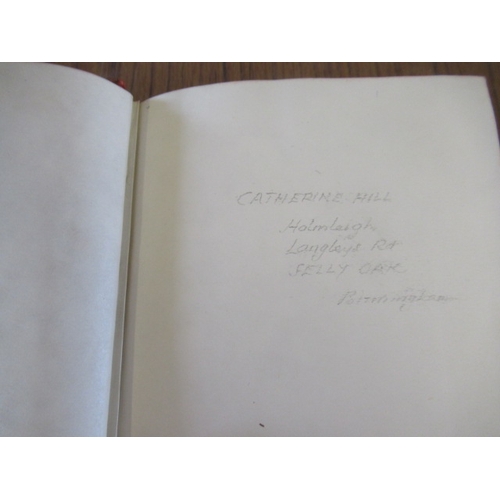 CATHERINE HILL
Holmleigh
Langleys Rd
SELLY OAK
Birmingham